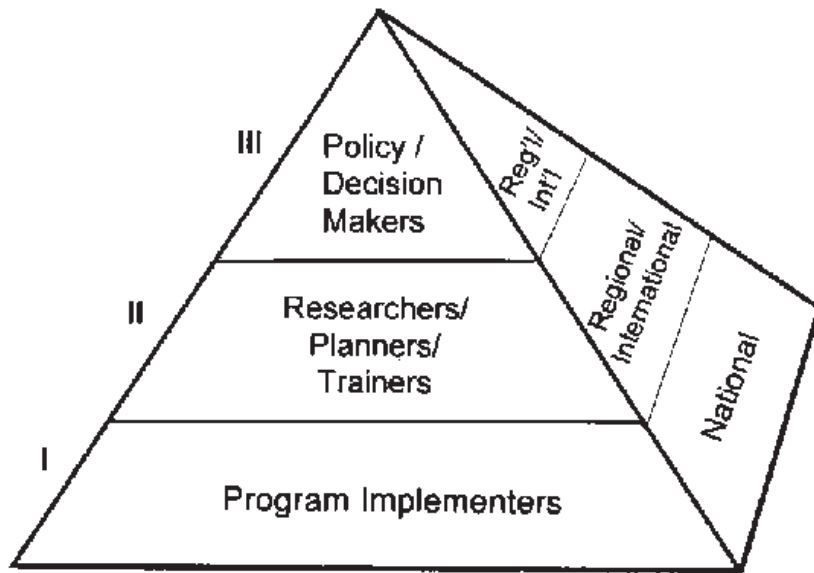 III
Policy /
Decision
Makers
Reg'l/
Int'l
II
Researchers/
Planners/
Trainers
Regional/
International
I
Program Implementers
National